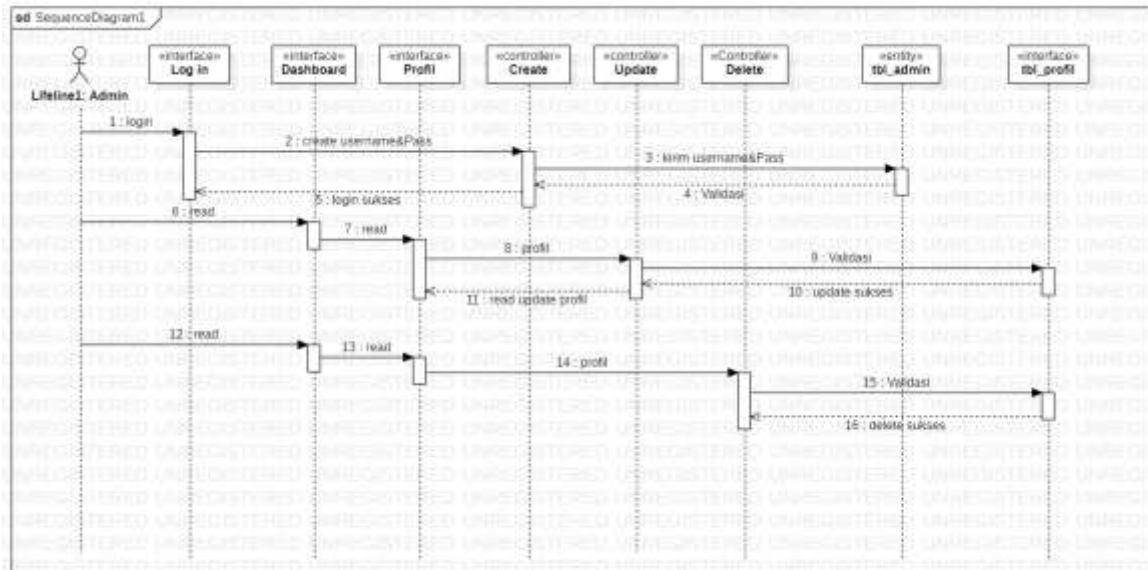 sd SequenceDiagram1
«interface»
Log in
«interface»
Dashboard
«interface»
Profil
«controller»
Create
«controller»
Update
«Controller»
Delete
«entity»
tbl_admin
«interface»
tbl_profil
: Lifeline1: Admin
1 : login
2 : create username&Pass
3 : kirim username&Pass
4 : Validasi
5 : login sukses
6 : read
7 : read
8 : profil
9 : Validasi
10 : update sukses
11 : read update profil
12 : read
13 : read
14 : profil
15 : Validasi
16 : delete sukses
UNREGISTERED